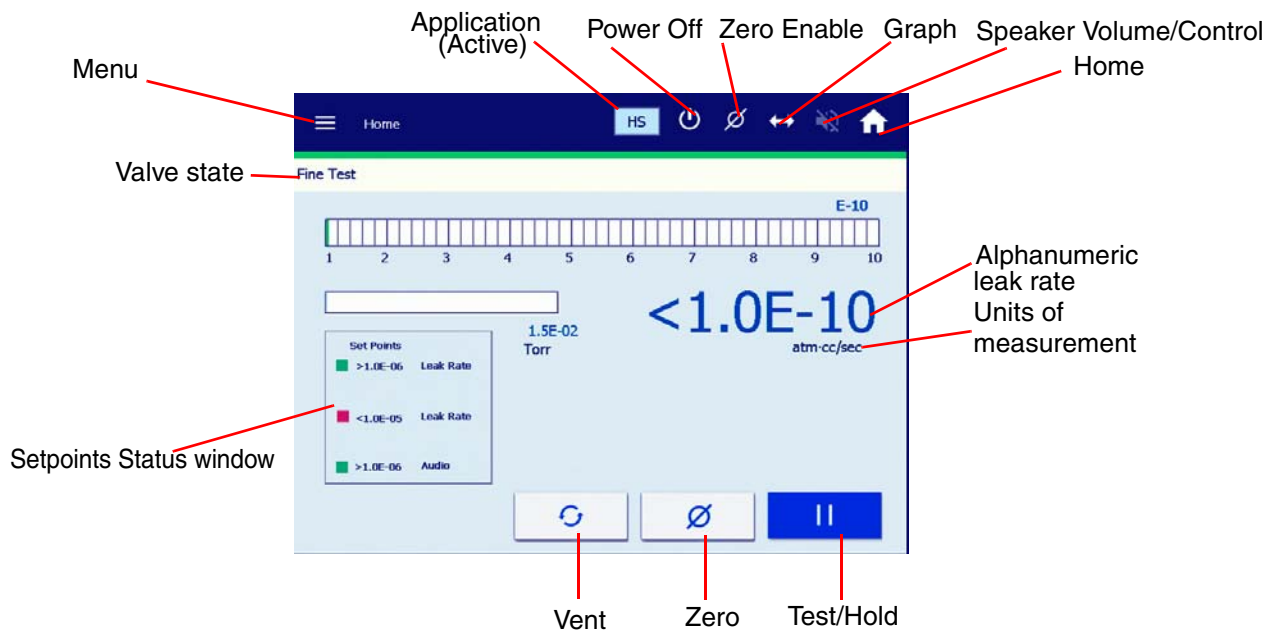 Application
(Active)
Power Off
Zero Enable
Graph
Speaker Volume/Control
Home
Menu
Home
HS
Valve state
Fine Test
E-10
1 2 3 4 5 6 7 8 9 10
<1.0E-10
atm-cc/sec
Alphanumeric
leak rate
Units of
measurement
1.5E-02
Torr
Set Points
>1.0E-06 Leak Rate
<1.0E-05 Leak Rate
>1.0E-06 Audio
Setpoints Status window
Vent
Zero
Test/Hold